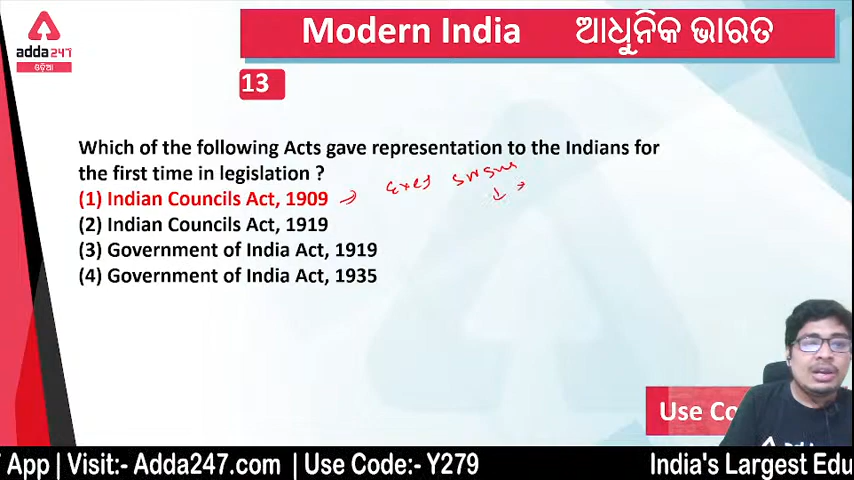 adda247
ଓଡ଼ିଆ
Modern India ଆଧୁନିକ ଭାରତ
13
Which of the following Acts gave representation to the Indians for
the first time in legislation ?
(1) Indian Councils Act, 1909
(2) Indian Councils Act, 1919
(3) Government of India Act, 1919
(4) Government of India Act, 1935
Use Co
App | Visit:- Adda247.com | Use Code:- Y279 India's Largest Edu